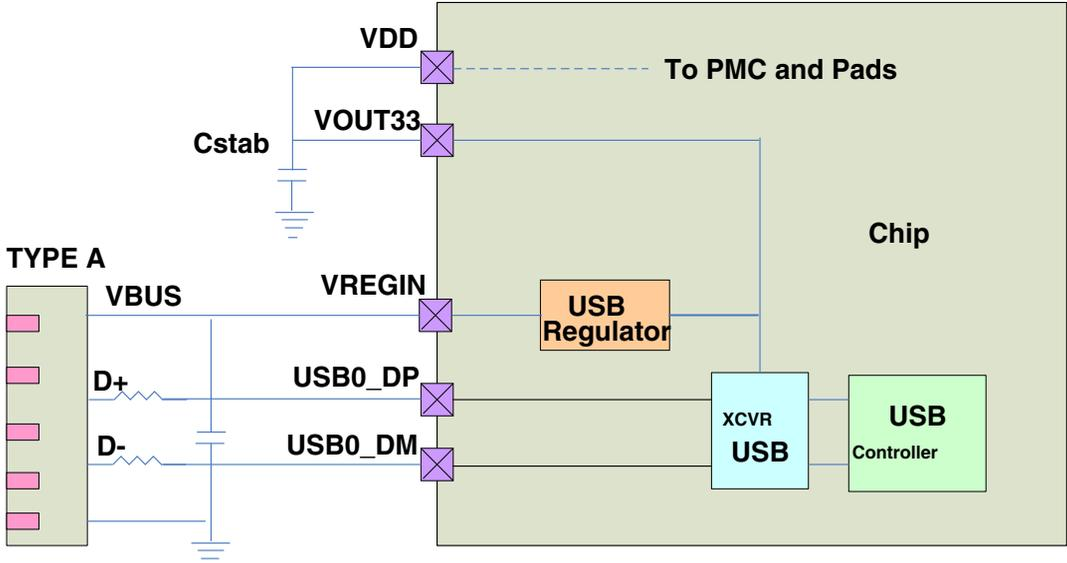 VDD
To PMC and Pads
VOUT33
Cstab
Chip
TYPE A
VBUS
VREGIN
USB
Regulator
D+
USB0_DP
D-
USB0_DM
XCVR
USB
USB
Controller